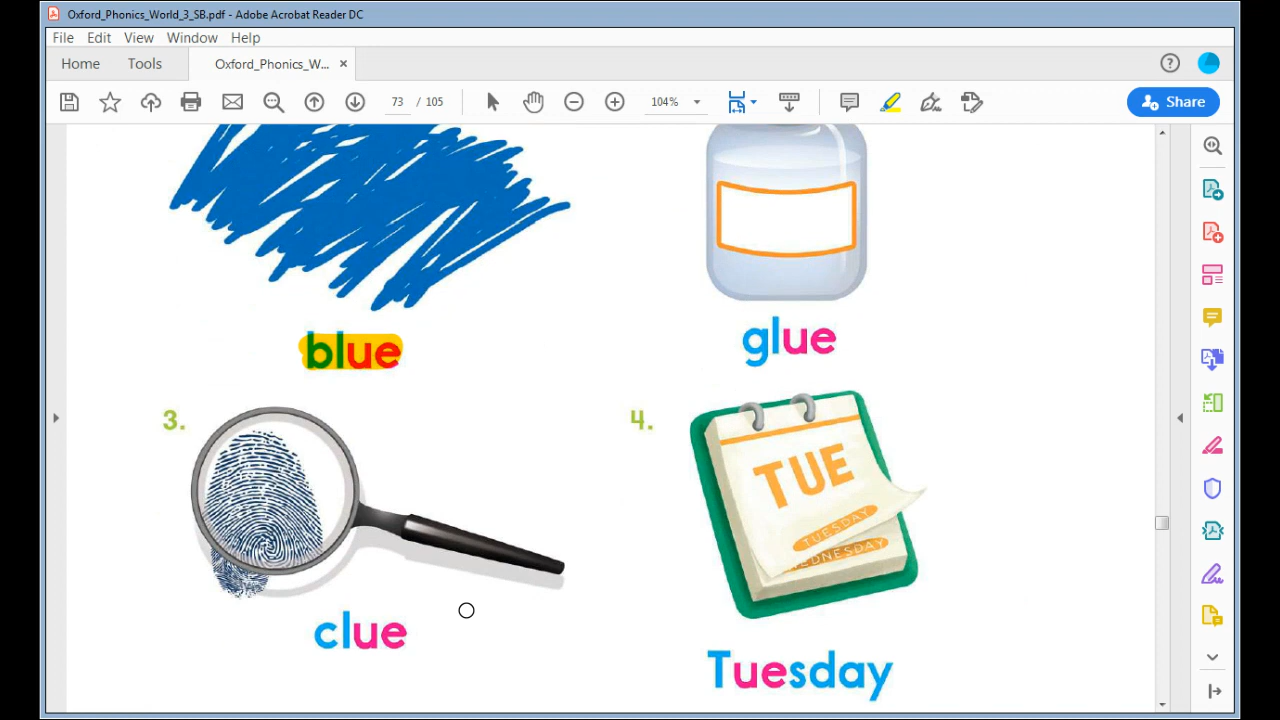 Oxford_Phonics_World_3_SB.pdf - Adobe Acrobat Reader DC
File Edit View Window Help
Home Tools Oxford_Phonics_W... ×
73 / 105 104% Share
blue
glue
3.
4.
TUE
TUESDAY
WEDNESDAY
clue
Tuesday